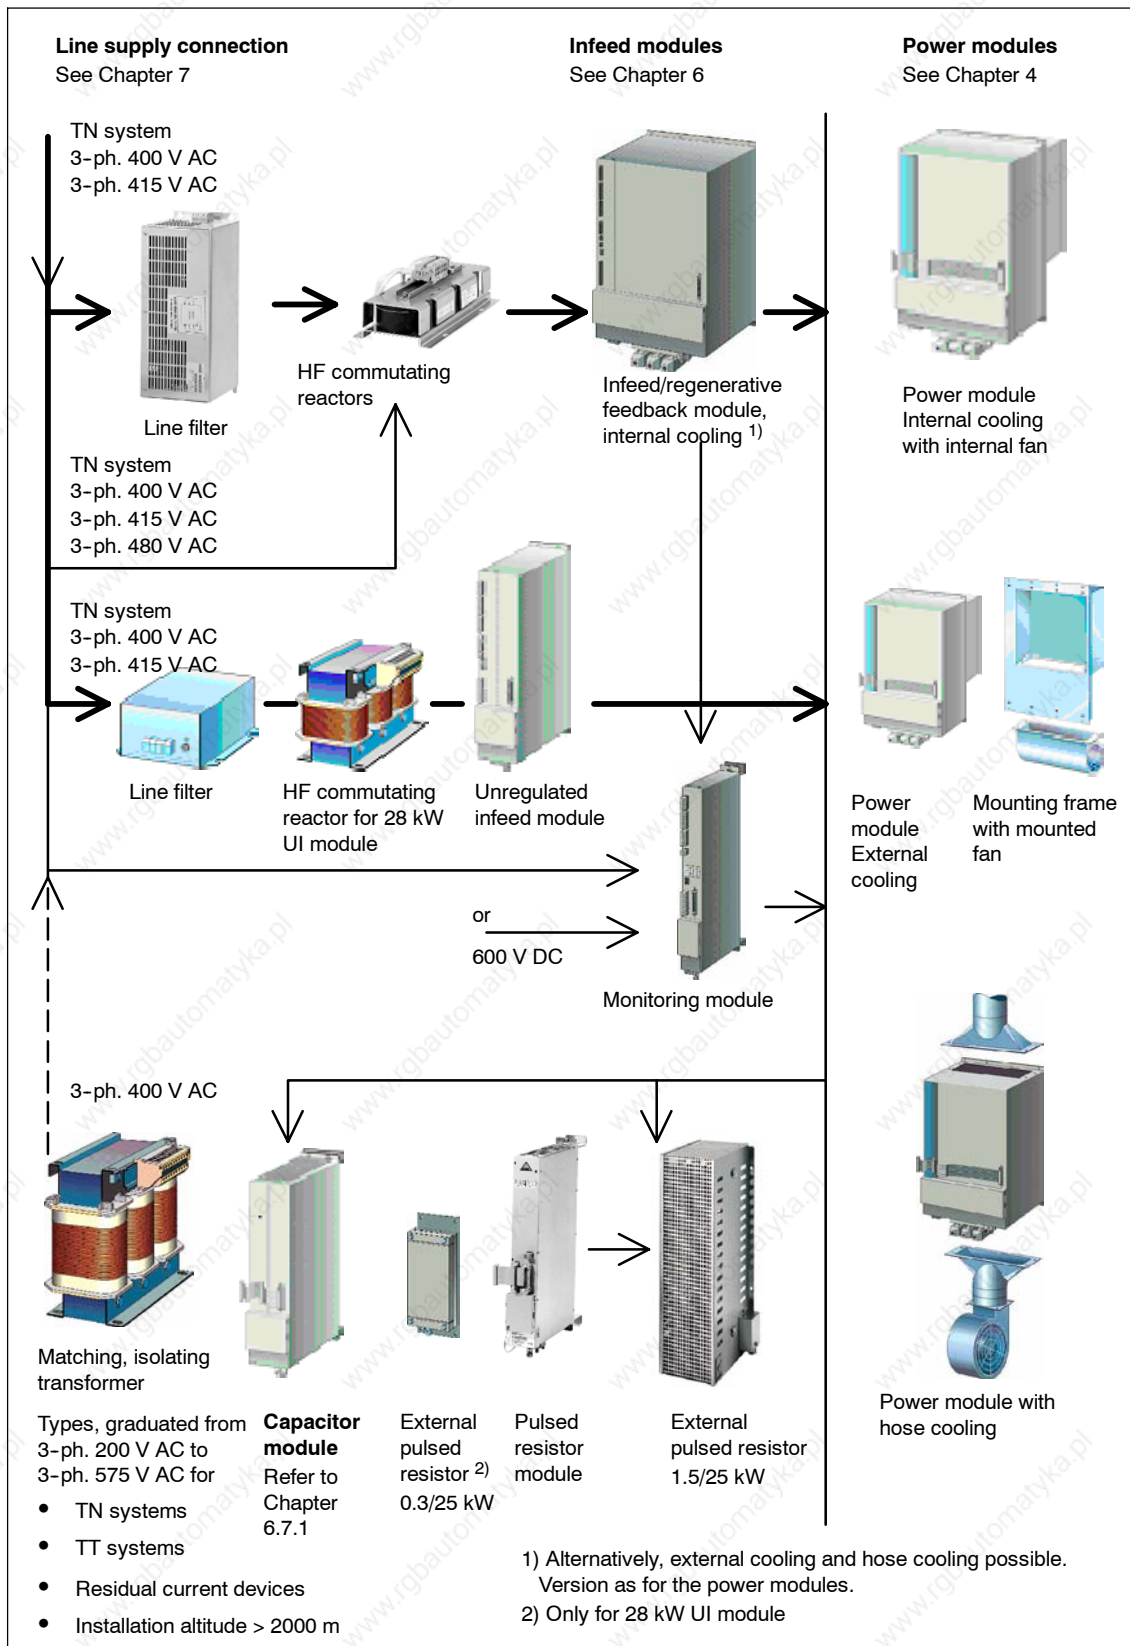 Line supply connection
See Chapter 7
Infeed modules
See Chapter 6
Power modules
See Chapter 4
TN system
3-ph. 400 V AC
3-ph. 415 V AC
Line filter
HF commutating
reactors
Infeed/regenerative
feedback module,
internal cooling 1)
Power module
Internal cooling
with internal fan
TN system
3-ph. 400 V AC
3-ph. 415 V AC
3-ph. 480 V AC
TN system
3-ph. 400 V AC
3-ph. 415 V AC
Line filter
HF commutating
reactor for 28 kW
UI module
Unregulated
infeed module
Power
module
External
cooling
Mounting frame
with mounted
fan
or
600 V DC
Monitoring module
3-ph. 400 V AC
Matching, isolating
transformer
Types, graduated from
3-ph. 200 V AC to
3-ph. 575 V AC for
• TN systems
• TT systems
• Residual current devices
• Installation altitude > 2000 m
Capacitor
module
Refer to
Chapter
6.7.1
External
pulsed
resistor 2)
0.3/25 kW
Pulsed
resistor
module
External
pulsed resistor
1.5/25 kW
Power module with
hose cooling
1) Alternatively, external cooling and hose cooling possible.
Version as for the power modules.
2) Only for 28 kW UI module
www.rgbautomatyka.pl